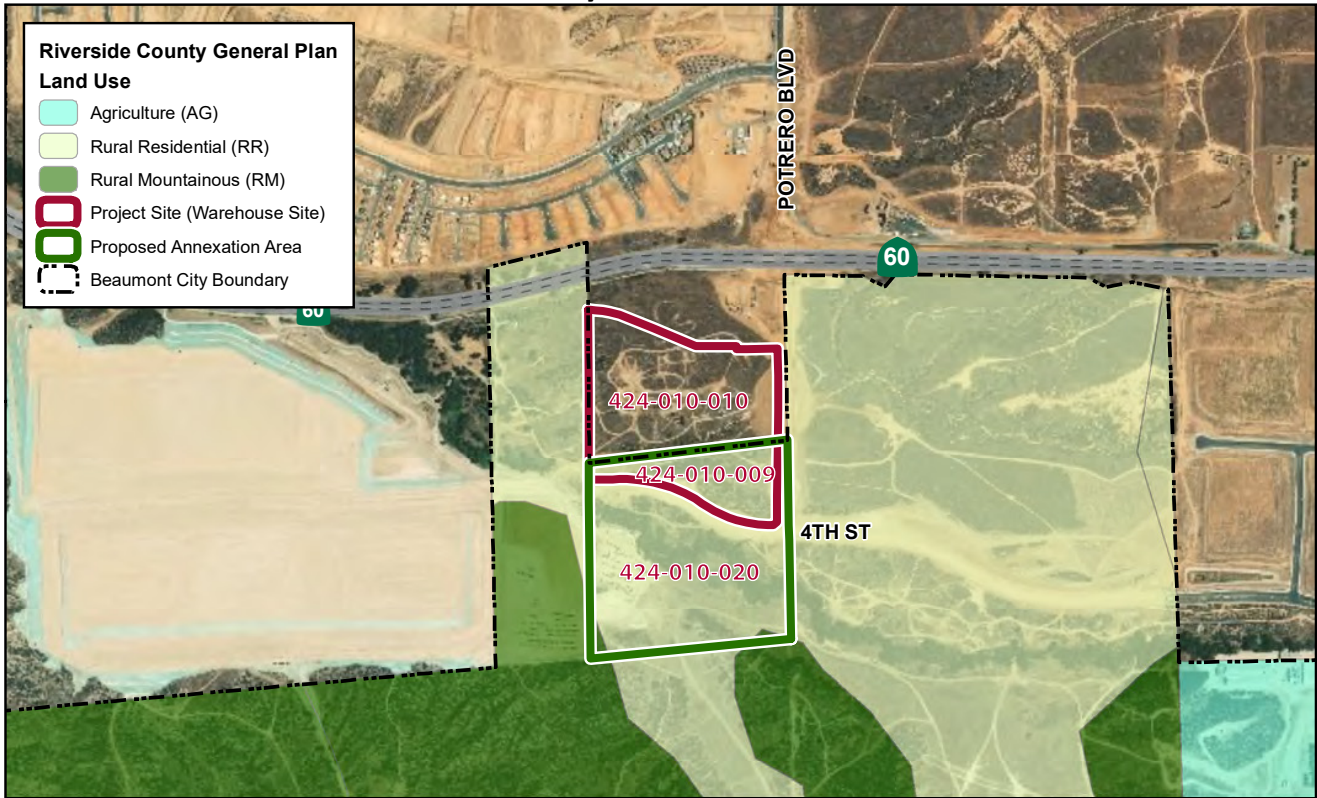 Riverside County General Plan
Land Use
Agriculture (AG)
Rural Residential (RR)
Rural Mountainous (RM)
Project Site (Warehouse Site)
Proposed Annexation Area
Beaumont City Boundary
POTRERO BLVD
60
60
424-010-010
424-010-009
4TH ST
424-010-020